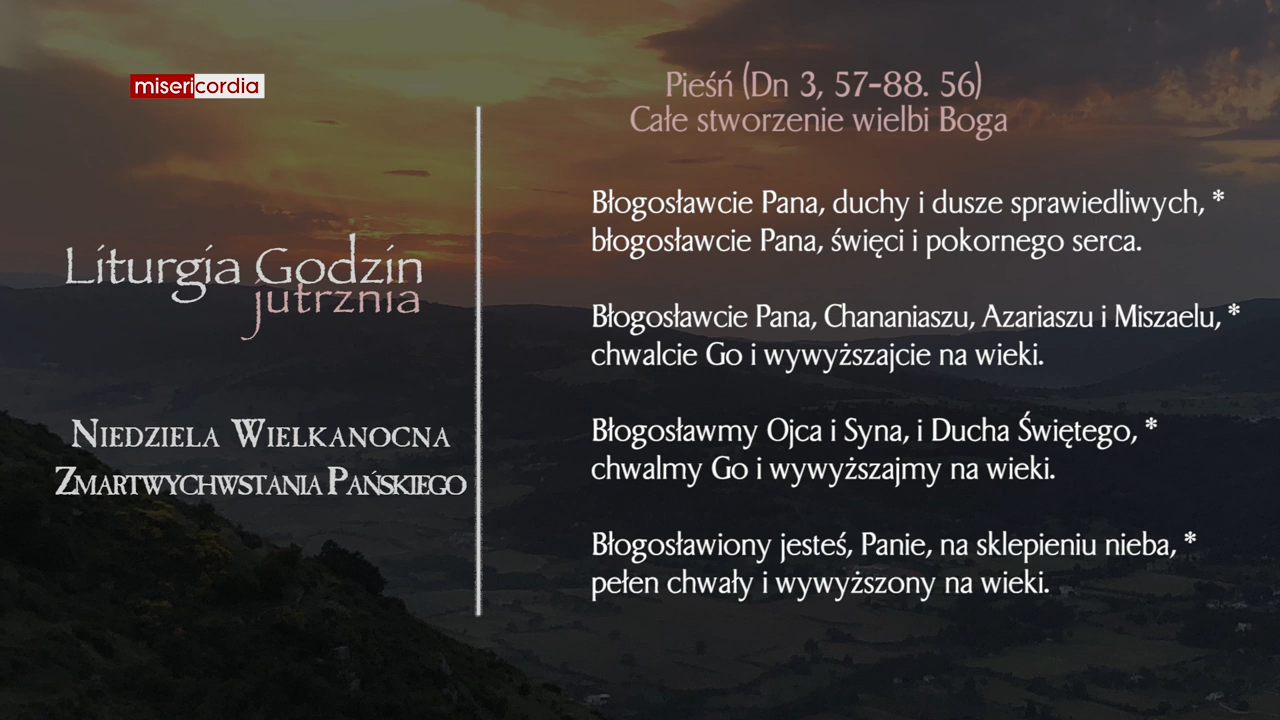 misericordia
Liturgia Godzin
jutrznia
Niedziela Wielkanocna
Zmartwychwstania Pańskiego
Pieśń (Dn 3, 57-88. 56)
Całe stworzenie wielbi Boga
Błogosławcie Pana, duchy i dusze sprawiedliwych, *
błogosławcie Pana, święci i pokornego serca.
Błogosławcie Pana, Chananiaszu, Azariaszu i Miszaelu, *
chwalcie Go i wywyższajcie na wieki.
Błogosławmy Ojca i Syna, i Ducha Świętego, *
chwalmy Go i wywyższajmy na wieki.
Błogosławiony jesteś, Panie, na sklepieniu nieba, *
pełen chwały i wywyższony na wieki.